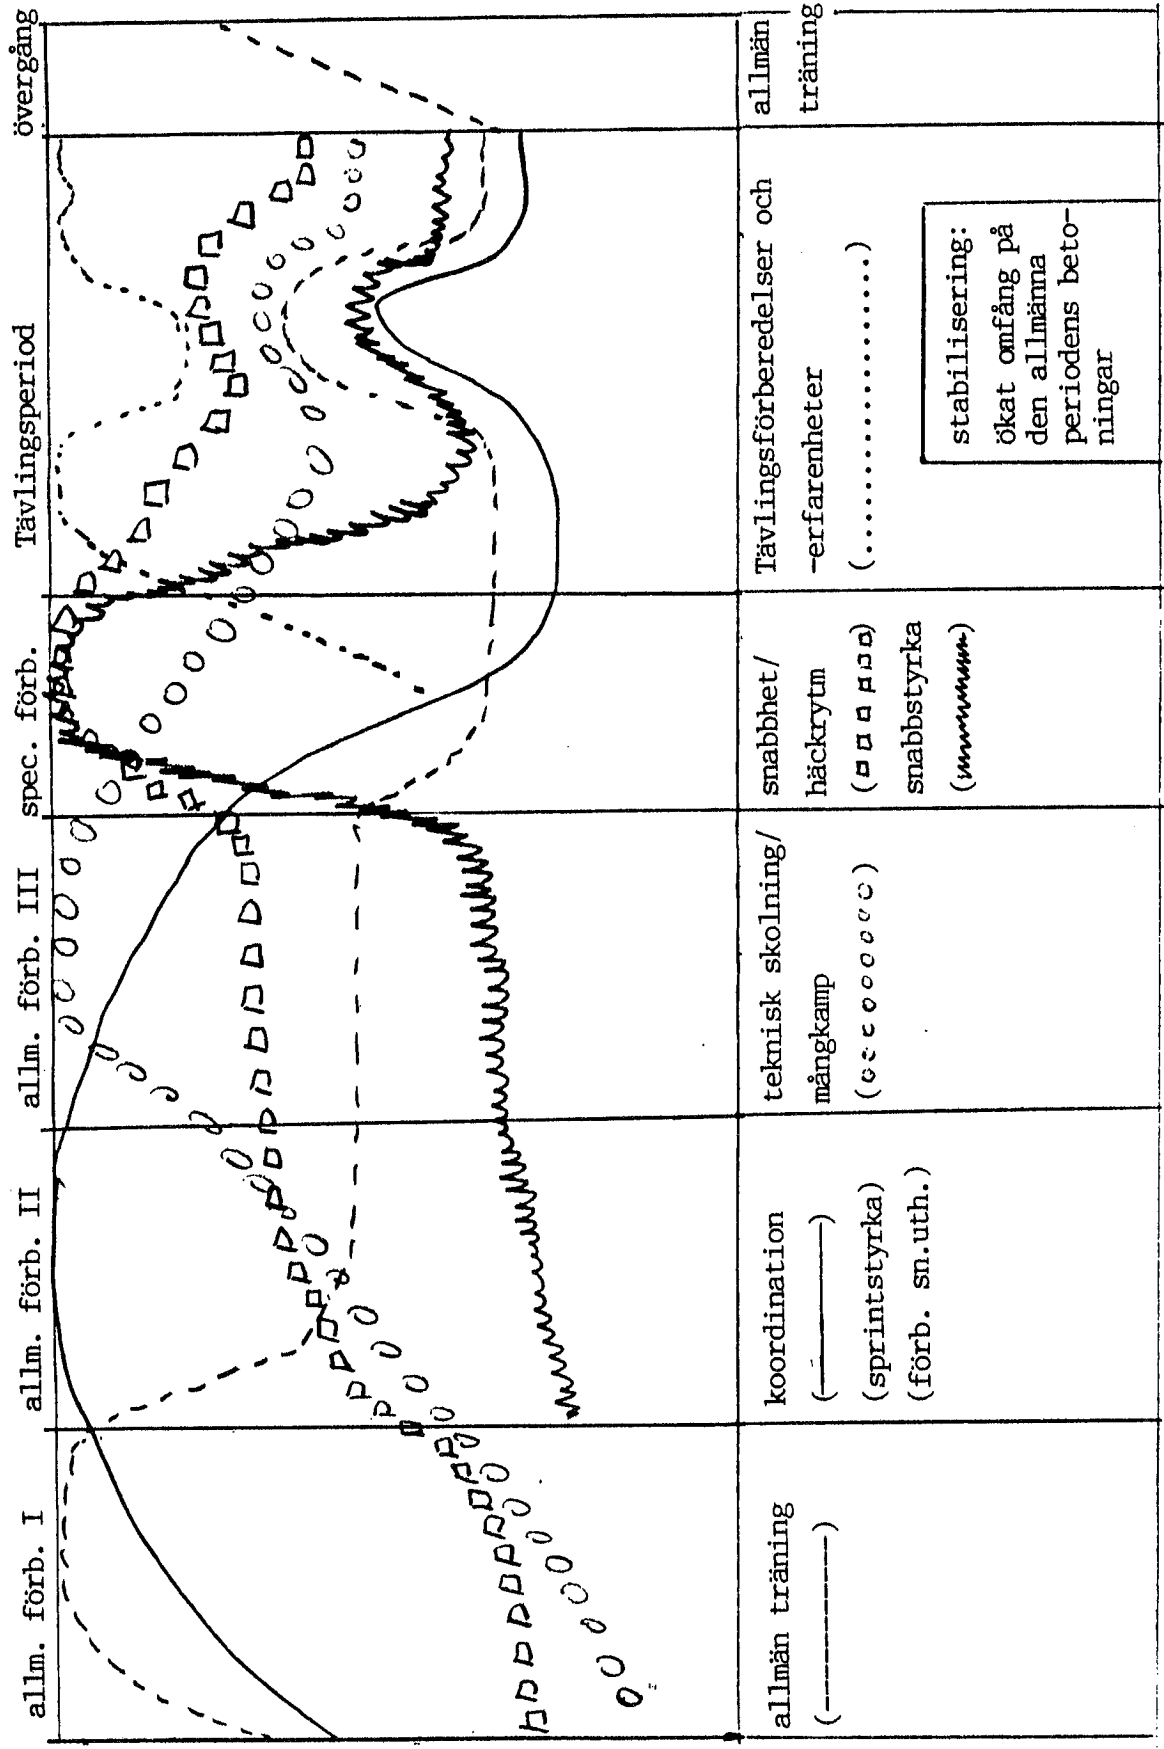 allm. förb. I
allm. förb. II
allm. förb. III
spec. förb.
Tävlingsperiod
övergång
allmän träning
(----------)
koordination
(————)
(sprintstyrka)
(förb. sn.uth.)
teknisk skolning/
mångkamp
(ooooooooo)
snabbhet/
häckrytm
(□ □ □ □□□)
snabbstyrka
(wwwwww)
Tävlingsförberedelser och
-erfarenheter
(.....................)
stabilisering:
ökat omfång på
den allmänna
periodens beto-
ningar
allmän
träning